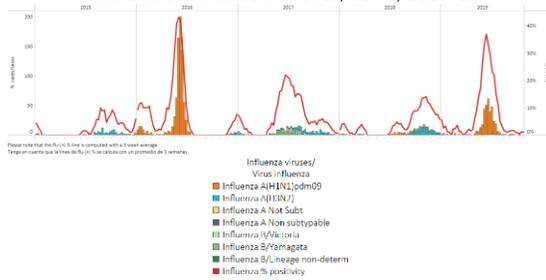 2015 2016 2017 2018 2019
200
150
100
50
0
40%
30%
20%
10%
0%
Please note that the flu (+) % line is computed with a 3 week average.
Tenga en cuenta que la línea de flu (+) % se calcula con un promedio de 3 semanas.
Influenza viruses/
Virus influenza
Influenza A(H1N1)pdm09
Influenza A(H3N2)
Influenza A Not Subt
Influenza A Non subtypable
Influenza B/Victoria
Influenza B/Yamagata
Influenza B/Lineage non-determ
Influenza % positivity